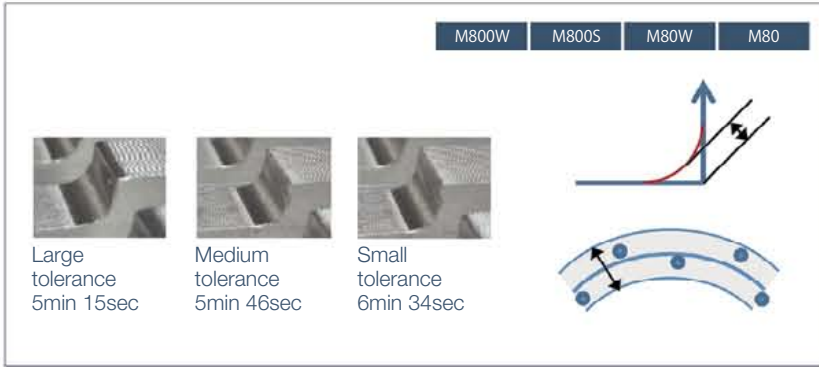 M800W M800S M80W M80
Large
tolerance
5min 15sec
Medium
tolerance
5min 46sec
Small
tolerance
6min 34sec